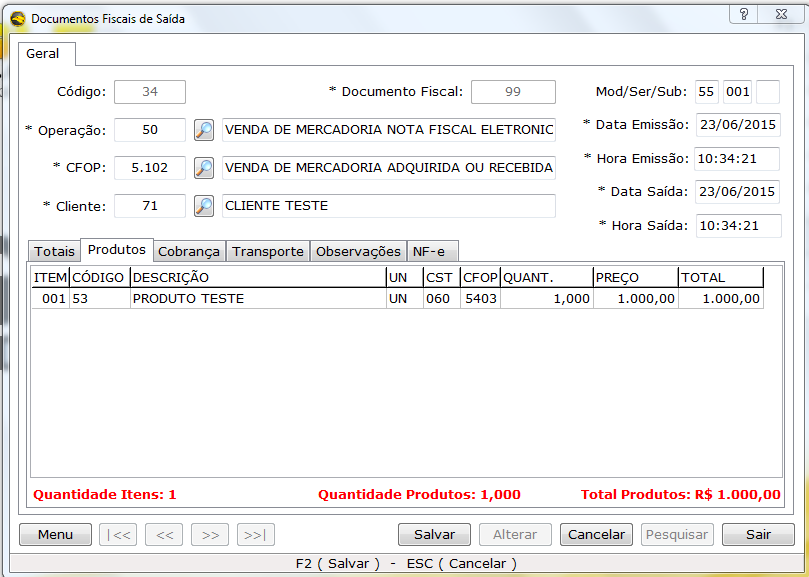 Documentos Fiscais de Saída
?
Geral
Código: 34 * Documento Fiscal: 99 Mod/Ser/Sub: 55 001
* Operação: 50 VENDA DE MERCADORIA NOTA FISCAL ELETRONIC * Data Emissão: 23/06/2015
* CFOP: 5.102 VENDA DE MERCADORIA ADQUIRIDA OU RECEBIDA * Hora Emissão: 10:34:21
* Cliente: 71 CLIENTE TESTE * Data Saída: 23/06/2015
* Hora Saída: 10:34:21
Totais Produtos Cobrança Transporte Observações NF-e
ITEM CÓDIGO DESCRIÇÃO UN CST CFOP QUANT. PREÇO TOTAL
001 53 PRODUTO TESTE UN 060 5403 1,000 1.000,00 1.000,00
Quantidade Itens: 1 Quantidade Produtos: 1,000 Total Produtos: R$ 1.000,00
Menu |<< << >> >>| Salvar Alterar Cancelar Pesquisar Sair
F2 ( Salvar ) - ESC ( Cancelar )